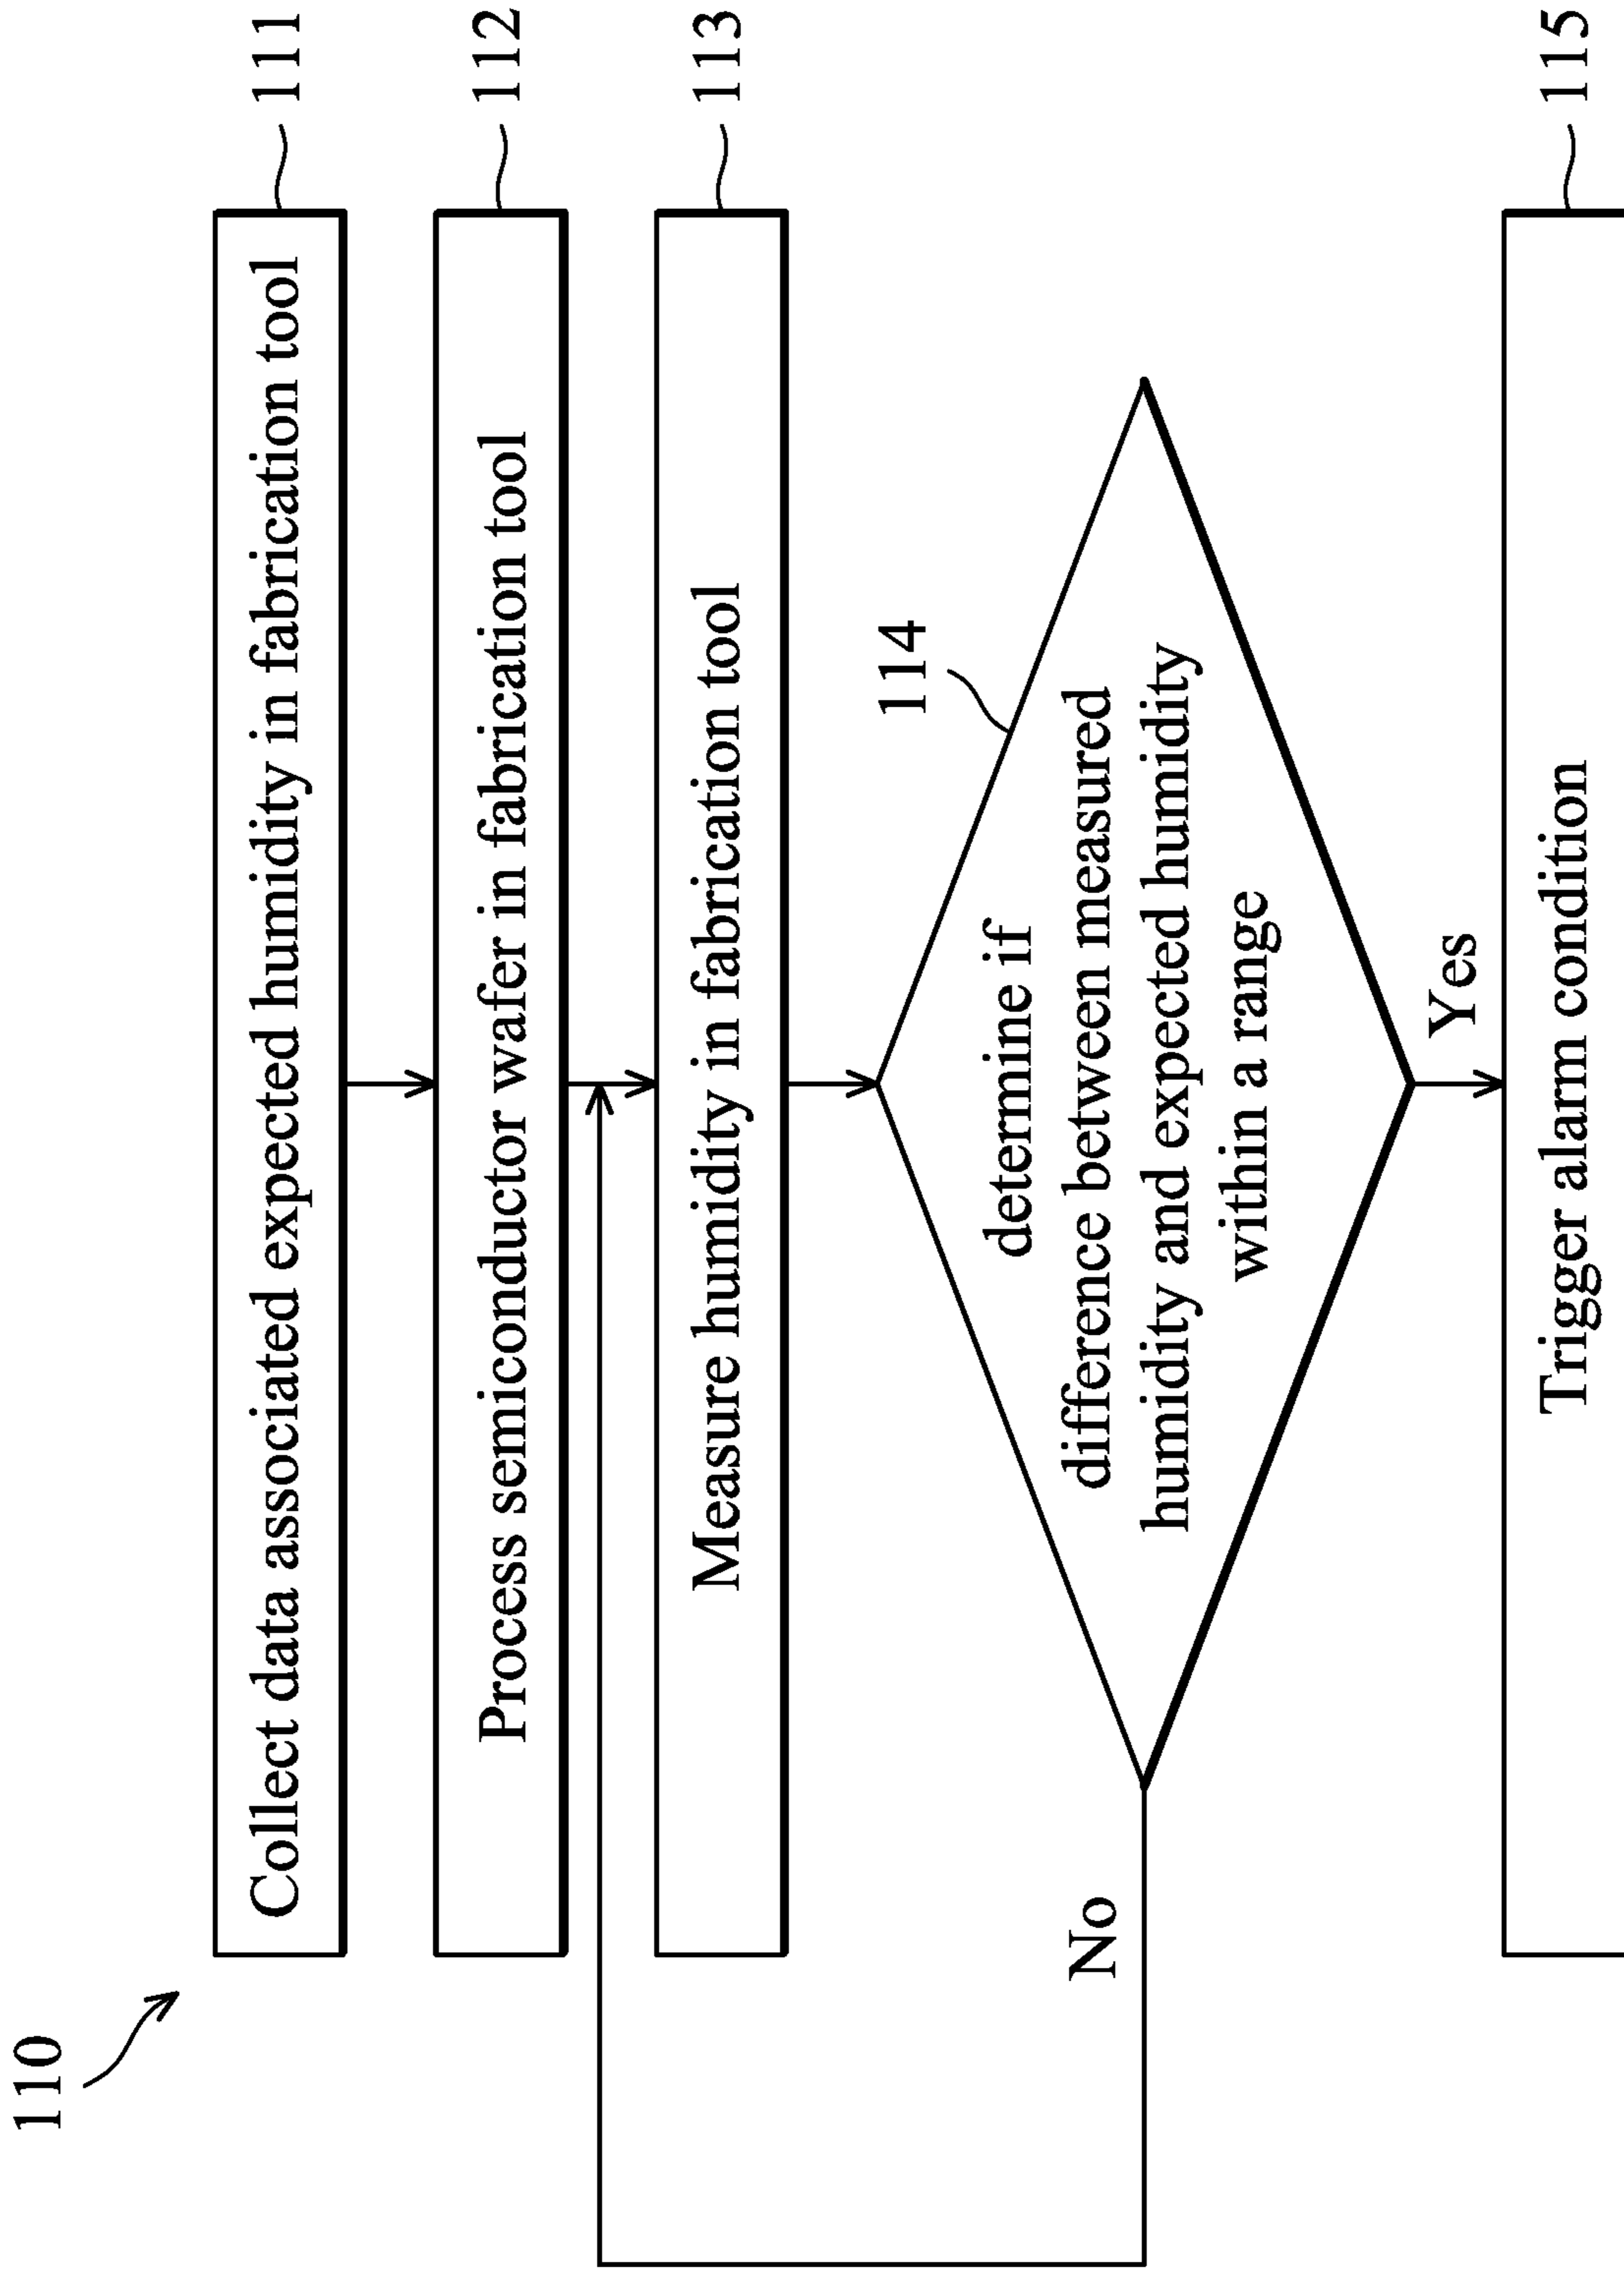 110
Collect data associated expected humidity in fabrication tool
111
Process semiconductor wafer in fabrication tool
112
Measure humidity in fabrication tool
113
114
determine if
difference between measured
humidity and expected humidity
within a range
No
Yes
Trigger alarm condition
115